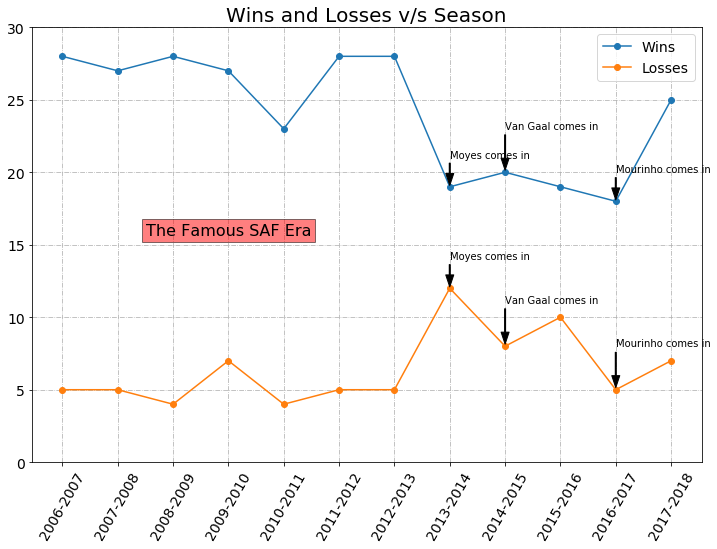 Wins and Losses v/s Season
Wins
Losses
30
25
20
15
10
5
0
Van Gaal comes in
Moyes comes in
Mourinho comes in
The Famous SAF Era
Moyes comes in
Van Gaal comes in
Mourinho comes in
2006-2007
2007-2008
2008-2009
2009-2010
2010-2011
2011-2012
2012-2013
2013-2014
2014-2015
2015-2016
2016-2017
2017-2018